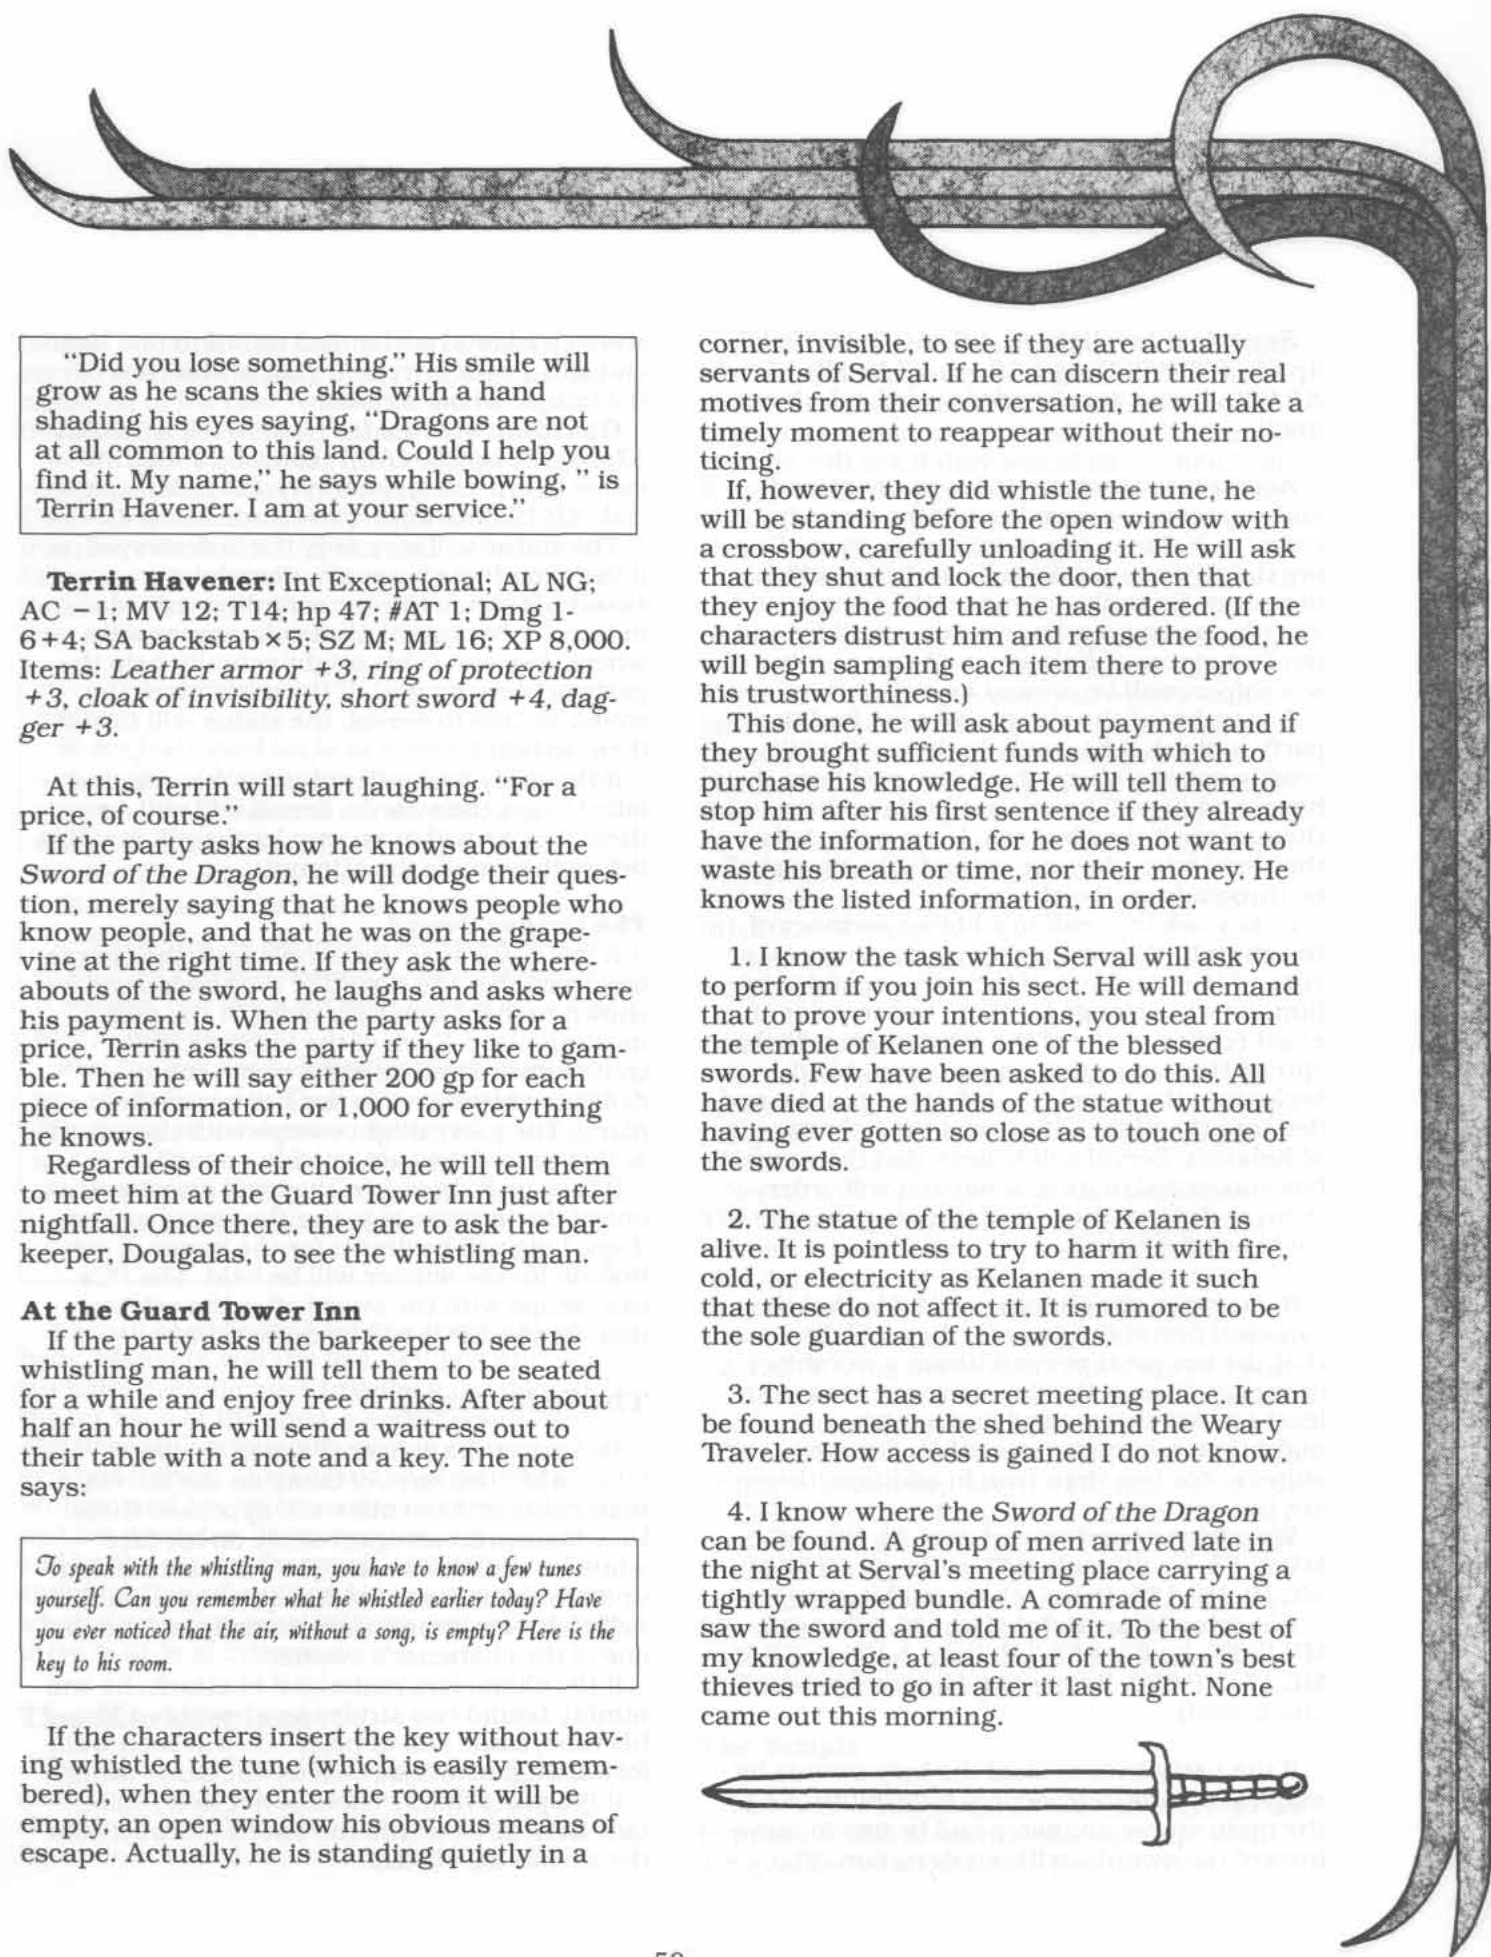 “Did you lose something.” His smile will
grow as he scans the skies with a hand
shading his eyes saying, “Dragons are not
at all common to this land. Could I help you
find it. My name,” he says while bowing, ” is
Terrin Havener. I am at your service.”
Terrin Havener: Int Exceptional; AL NG;
AC −1; MV 12; T14; hp 47; #AT 1; Dmg 1-
6+4; SA backstab ×5; SZ M; ML 16; XP 8,000.
Items: Leather armor +3, ring of protection
+3, cloak of invisibility, short sword +4, dag-
ger +3.
At this, Terrin will start laughing. “For a
price, of course.”
If the party asks how he knows about the
Sword of the Dragon, he will dodge their ques-
tion, merely saying that he knows people who
know people, and that he was on the grape-
vine at the right time. If they ask the where-
abouts of the sword, he laughs and asks where
his payment is. When the party asks for a
price, Terrin asks the party if they like to gam-
ble. Then he will say either 200 gp for each
piece of information, or 1,000 for everything
he knows.
Regardless of their choice, he will tell them
to meet him at the Guard Tower Inn just after
nightfall. Once there, they are to ask the bar-
keeper, Douglas, to see the whistling man.
At the Guard Tower Inn
If the party asks the barkeeper to see the
whistling man, he will tell them to be seated
for a while and enjoy free drinks. After about
half an hour he will send a waitress out to
their table with a note and a key. The note
says:
To speak with the whistling man, you have to know a few tunes
yourself. Can you remember what he whistled earlier today? Have
you ever noticed that the air, without a song, is empty? Here is the
key to his room.
If the characters insert the key without hav-
ing whistled the tune (which is easily remem-
bered), when they enter the room it will be
empty, an open window his obvious means of
escape. Actually, he is standing quietly in a
corner, invisible, to see if they are actually
servants of Serval. If he can discern their real
motives from their conversation, he will take a
timely moment to reappear without their no-
ticing.
If, however, they did whistle the tune, he
will be standing before the open window with
a crossbow, carefully unloading it. He will ask
that they shut and lock the door, then that
they enjoy the food that he has ordered. (If the
characters distrust him and refuse the food, he
will begin sampling each item there to prove
his trustworthiness.)
This done, he will ask about payment and if
they brought sufficient funds with which to
purchase his knowledge. He will tell them to
stop him after his first sentence if they already
have the information, for he does not want to
waste his breath or time, nor their money. He
knows the listed information, in order.
1. I know the task which Serval will ask you
to perform if you join his sect. He will demand
that to prove your intentions, you steal from
the temple of Kelanen one of the blessed
swords. Few have been asked to do this. All
have died at the hands of the statue without
having ever gotten so close as to touch one of
the swords.
2. The statue of the temple of Kelanen is
alive. It is pointless to try to harm it with fire,
cold, or electricity as Kelanen made it such
that these do not affect it. It is rumored to be
the sole guardian of the swords.
3. The sect has a secret meeting place. It can
be found beneath the shed behind the Weary
Traveler. How access is gained I do not know.
4. I know where the Sword of the Dragon
can be found. A group of men arrived late in
the night at Serval's meeting place carrying a
tightly wrapped bundle. A comrade of mine
saw the sword and told me of it. To the best of
my knowledge, at least four of the town's best
thieves tried to go in after it last night. None
came out this morning.